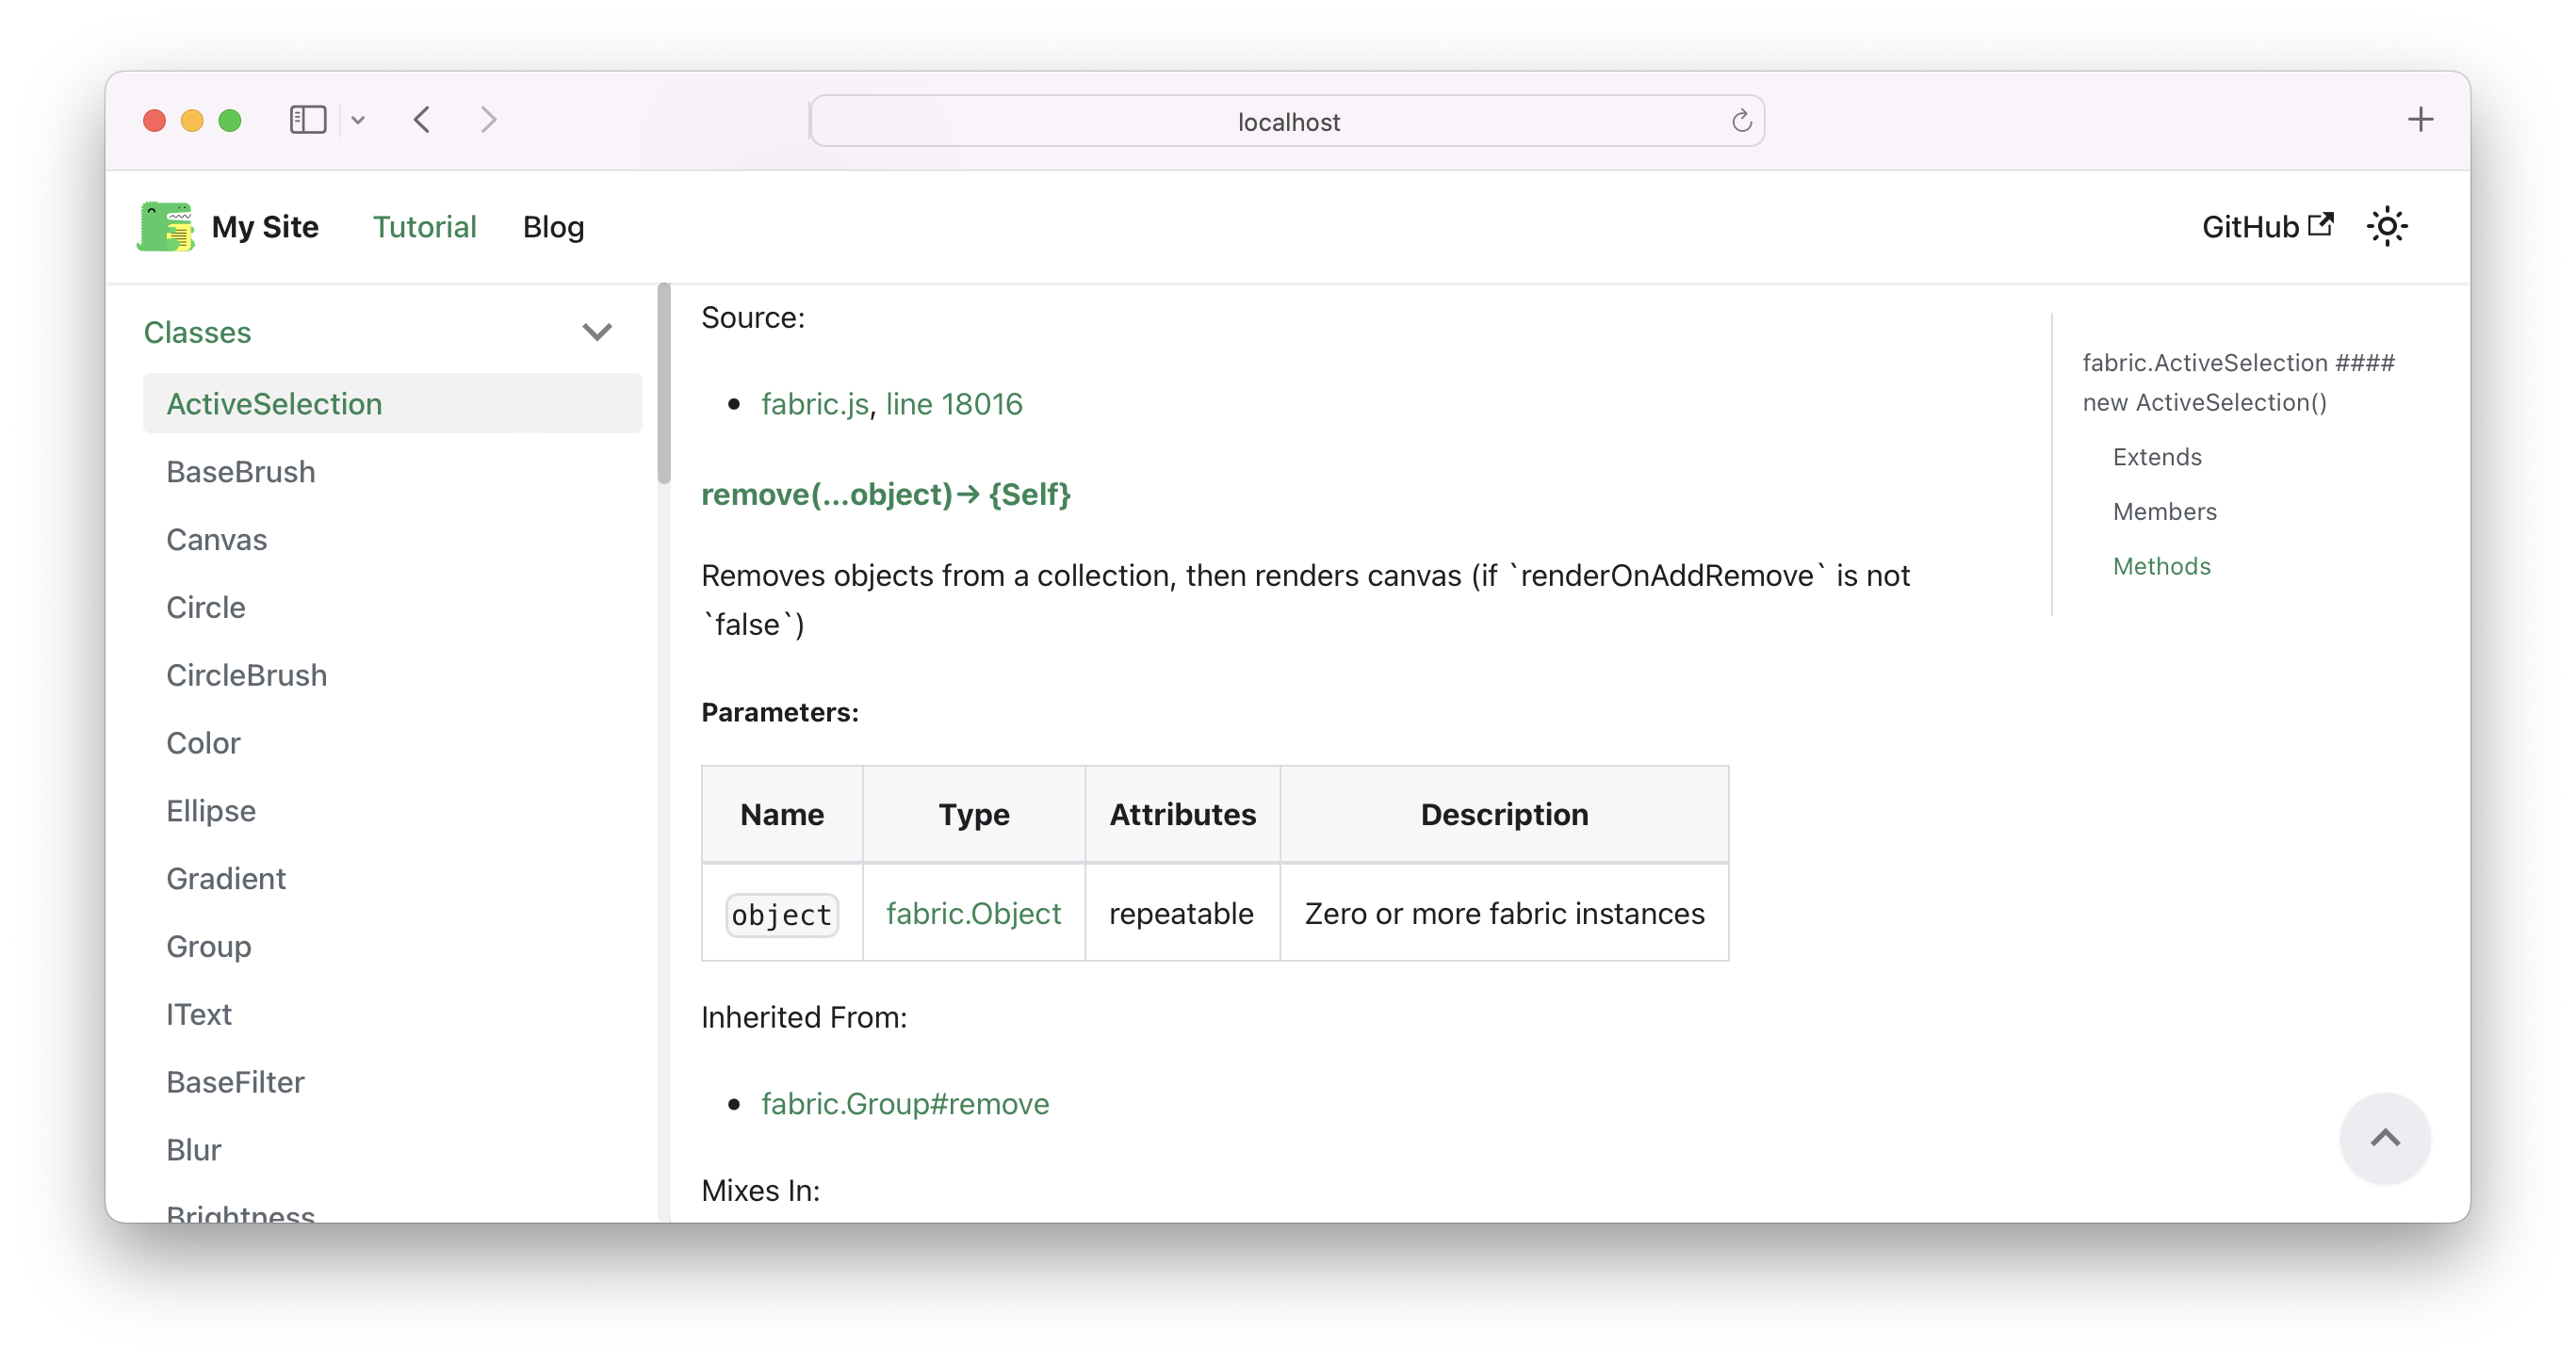 localhost
My Site
Tutorial
Blog
GitHub
Classes
ActiveSelection
BaseBrush
Canvas
Circle
CircleBrush
Color
Ellipse
Gradient
Group
IText
BaseFilter
Blur
Brightness
Source:
fabric.js, line 18016
remove(...object)→ {Self}
Removes objects from a collection, then renders canvas (if `renderOnAddRemove` is not
`false`)
Parameters:
Name Type Attributes Description
object fabric.Object repeatable Zero or more fabric instances
Inherited From:
fabric.Group#remove
Mixes In:
fabric.ActiveSelection ####
new ActiveSelection()
Extends
Members
Methods